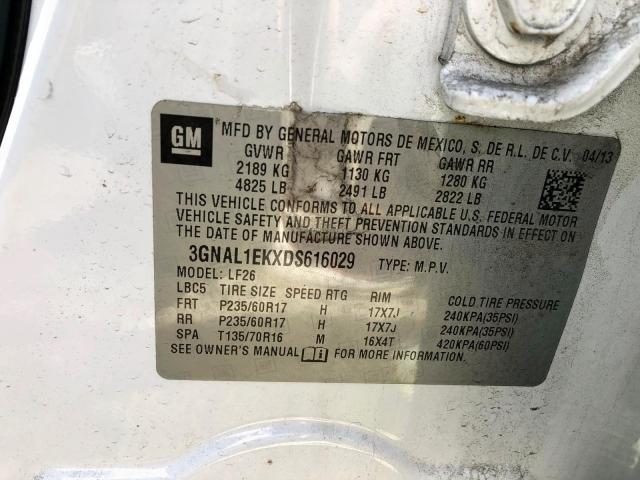 GM MFD BY GENERAL MOTORS DE MEXICO, S. DE R.L. DE C.V. 04/13
GVWR GAWR FRT GAWR RR
2189 KG 1130 KG 1280 KG
4825 LB 2491 LB 2822 LB
THIS VEHICLE CONFORMS TO ALL APPLICABLE U.S. FEDERAL MOTOR
VEHICLE SAFETY AND THEFT PREVENTION STANDARDS IN EFFECT ON
THE DATE OF MANUFACTURE SHOWN ABOVE.
3GNAL1EKXDS616029 TYPE: M.P.V.
MODEL: LF26
LBC5 TIRE SIZE SPEED RTG RIM COLD TIRE PRESSURE
FRT P235/60R17 H 17X7J 240KPA(35PSI)
RR P235/60R17 H 17X7J 240KPA(35PSI)
SPA T135/70R16 M 16X4T 420KPA(60PSI)
SEE OWNER'S MANUAL FOR MORE INFORMATION.